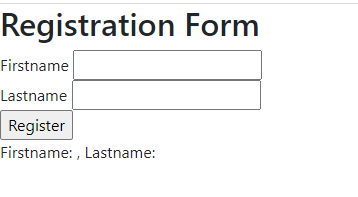 Registration Form
Firstname
Lastname
Register
Firstname: , Lastname: